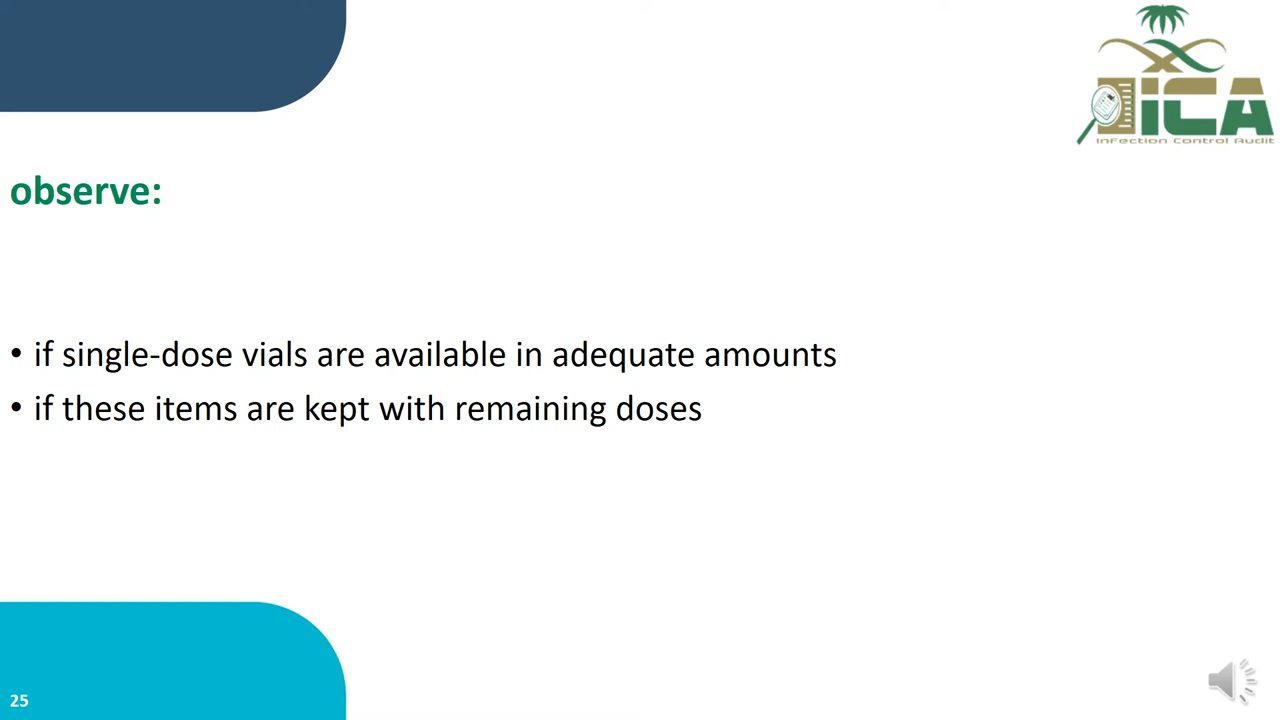 iCA
Infection Control Audit
observe:
• if single-dose vials are available in adequate amounts
• if these items are kept with remaining doses
25